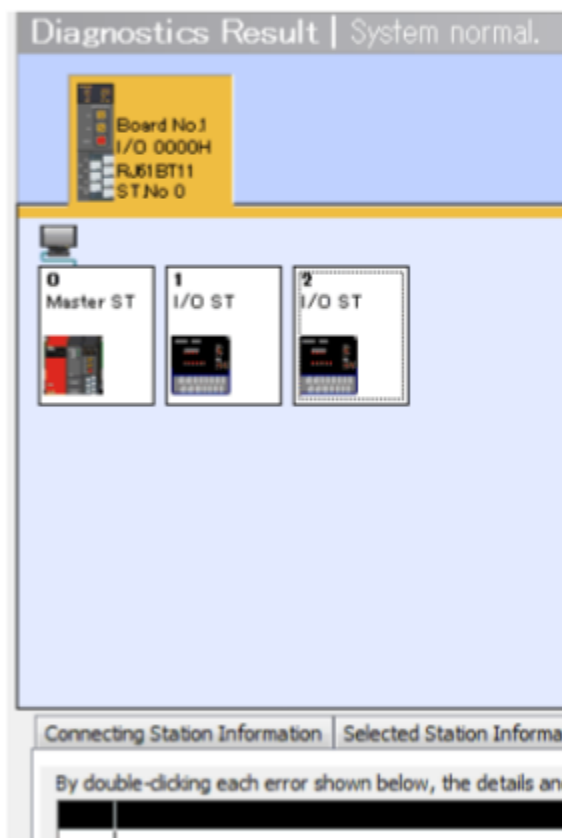 Diagnostics Result | System normal.
Board No.1
I/O 0000H
RJ61BT11
ST.No 0
0
Master ST
1
I/O ST
2
I/O ST
Connecting Station Information
Selected Station Informa
By double-clicking each error shown below, the details an